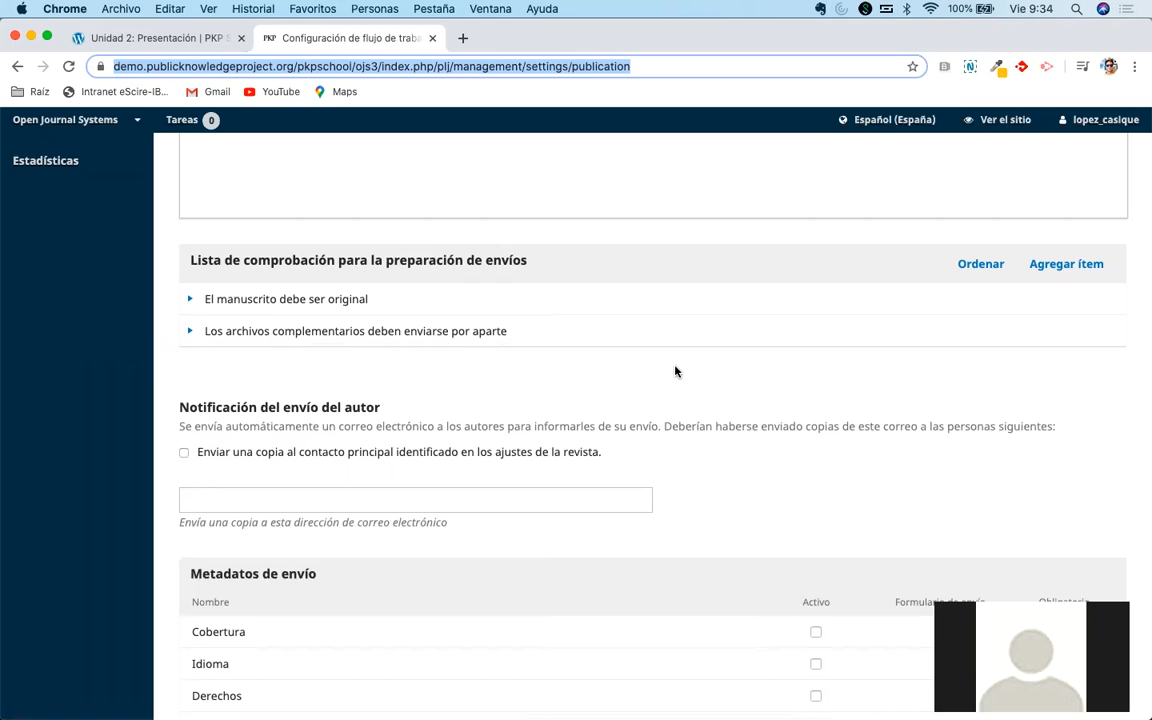 Chrome Archivo Editar Ver Historial Favoritos Personas Pestaña Ventana Ayuda 100% Vie 9:34
Unidad 2: Presentación | PKP S PKP Configuración de flujo de traba
demo.publicknowledgeproject.org/pkpschool/ojs3/index.php/plj/management/settings/publication
Raíz Intranet eScire-IB... Gmail YouTube Maps
Open Journal Systems Tareas 0 Español (España) Ver el sitio lopez_casique
Estadísticas
Lista de comprobación para la preparación de envíos Ordenar Agregar ítem
El manuscrito debe ser original
Los archivos complementarios deben enviarse por aparte
Notificación del envío del autor
Se envía automáticamente un correo electrónico a los autores para informarles de su envío. Deberían haberse enviado copias de este correo a las personas siguientes:
Enviar una copia al contacto principal identificado en los ajustes de la revista.
Envía una copia a esta dirección de correo electrónico
Metadatos de envío
Nombre Activo
Cobertura
Idioma
Derechos